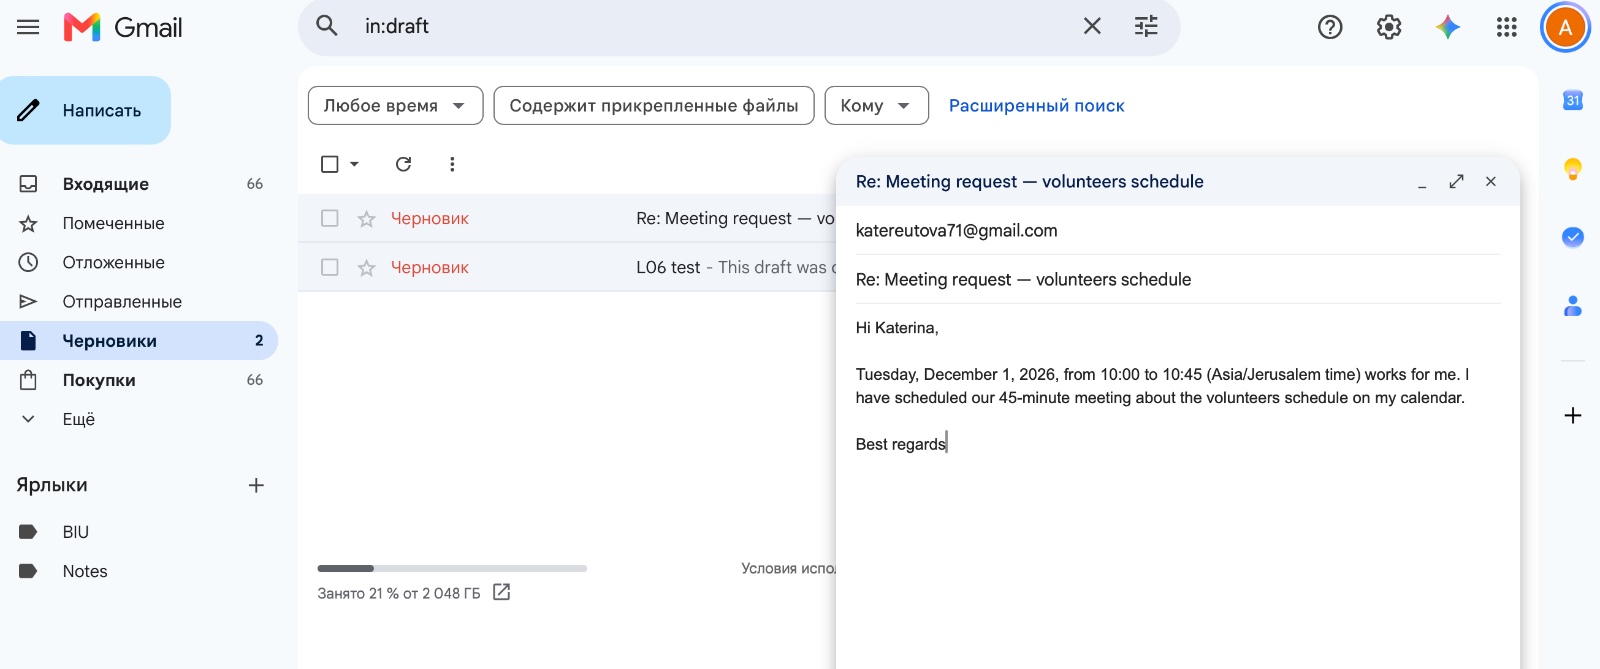 Gmail
in:draft
A
Написать
Любое время
Содержит прикрепленные файлы
Кому
Расширенный поиск
31
Входящие 66
Помеченные
Отложенные
Отправленные
Черновики 2
Покупки 66
Ещё
Ярлыки
BIU
Notes
Черновик Re: Meeting request — vo
Черновик L06 test - This draft was
Занято 21 % от 2 048 ГБ
Условия
Re: Meeting request — volunteers schedule
katereutova71@gmail.com
Re: Meeting request — volunteers schedule
Hi Katerina,
Tuesday, December 1, 2026, from 10:00 to 10:45 (Asia/Jerusalem time) works for me. I
have scheduled our 45-minute meeting about the volunteers schedule on my calendar.
Best regards